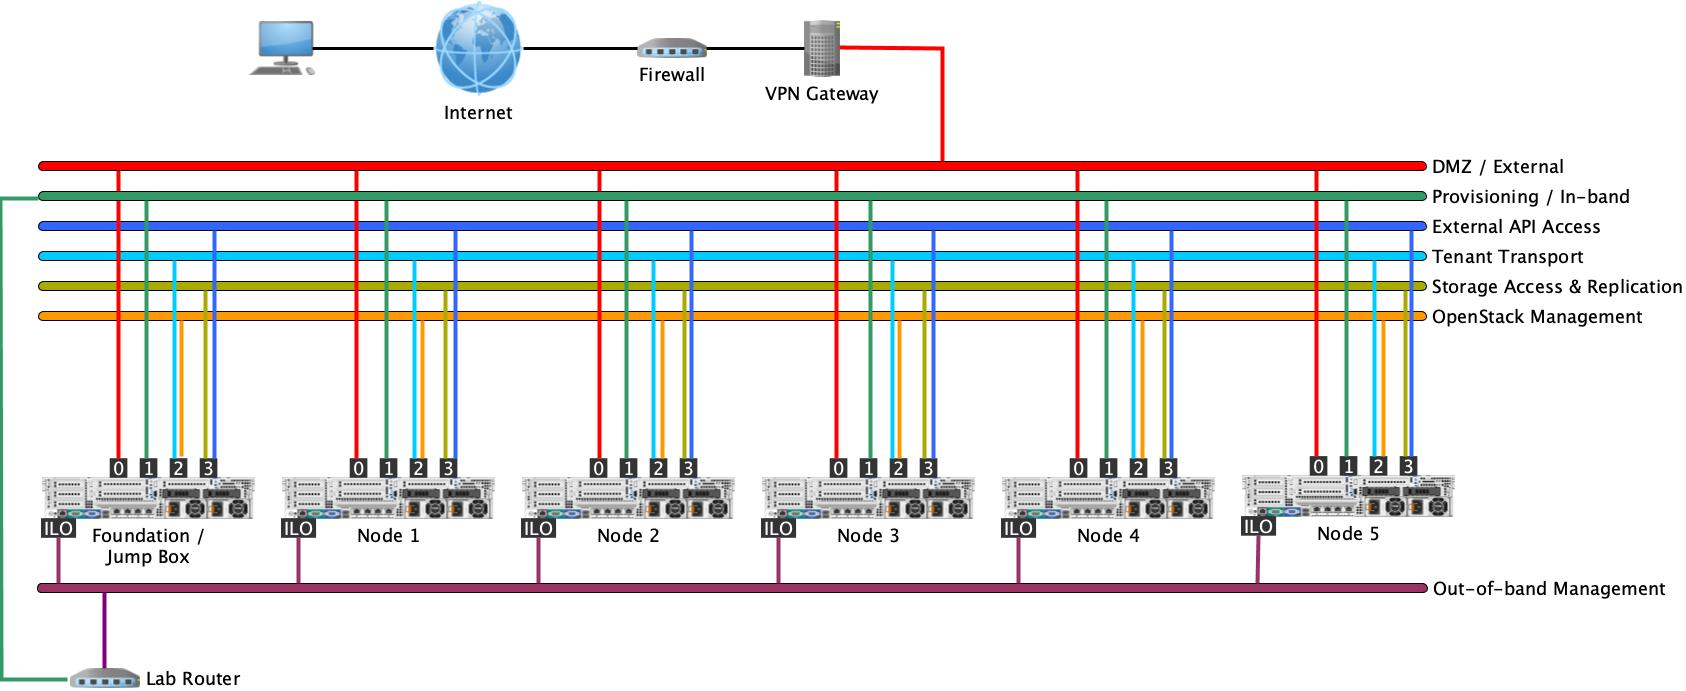 Firewall
VPN Gateway
Internet
DMZ / External
Provisioning / In-band
External API Access
Tenant Transport
Storage Access & Replication
OpenStack Management
0 1 2 3
0 1 2 3
0 1 2 3
0 1 2 3
0 1 2 3
0 1 2 3
ILO
Foundation /
Jump Box
ILO
Node 1
ILO
Node 2
ILO
Node 3
ILO
Node 4
ILO
Node 5
Out-of-band Management
Lab Router